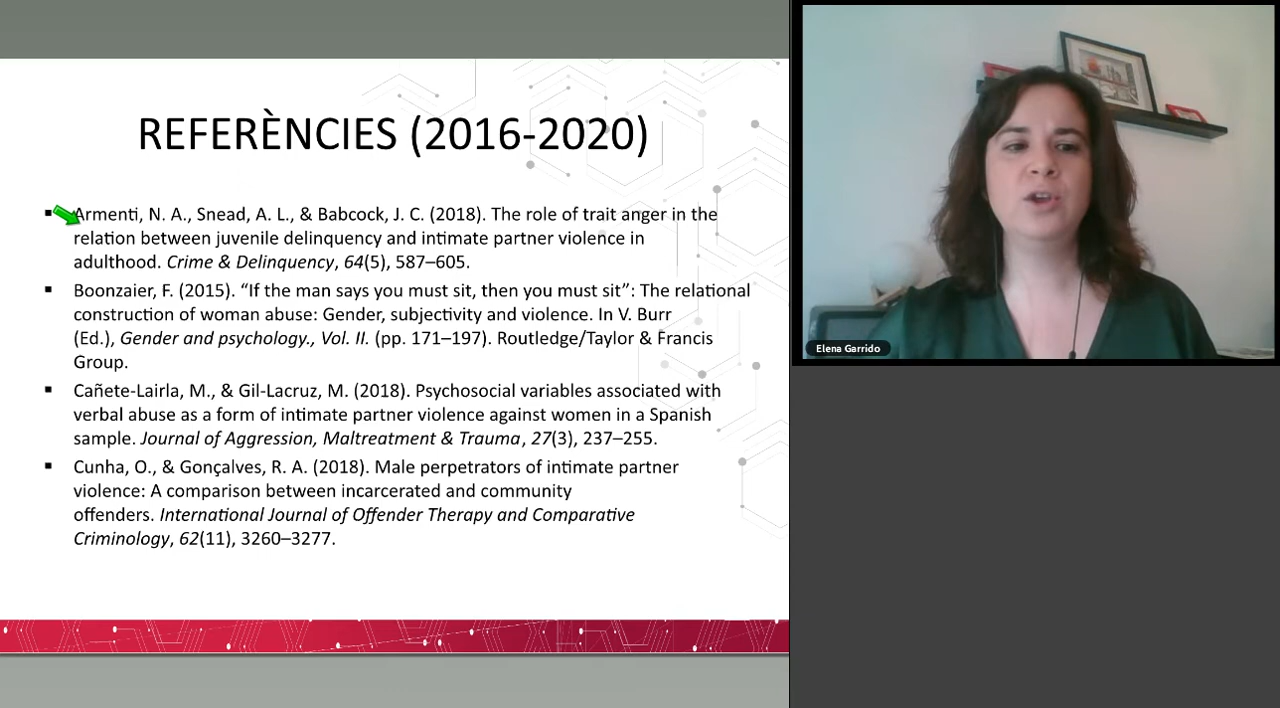 REFERÈNCIES (2016-2020)
▪ Armenti, N. A., Snead, A. L., & Babcock, J. C. (2018). The role of trait anger in the
relation between juvenile delinquency and intimate partner violence in
adulthood. Crime & Delinquency, 64(5), 587–605.
▪ Boonzaier, F. (2015). “If the man says you must sit, then you must sit”: The relational
construction of woman abuse: Gender, subjectivity and violence. In V. Burr
(Ed.), Gender and psychology., Vol. II. (pp. 171–197). Routledge/Taylor & Francis
Group.
▪ Cañete-Lairla, M., & Gil-Lacruz, M. (2018). Psychosocial variables associated with
verbal abuse as a form of intimate partner violence against women in a Spanish
sample. Journal of Aggression, Maltreatment & Trauma, 27(3), 237–255.
▪ Cunha, O., & Gonçalves, R. A. (2018). Male perpetrators of intimate partner
violence: A comparison between incarcerated and community
offenders. International Journal of Offender Therapy and Comparative
Criminology, 62(11), 3260–3277.
Elena Garrido